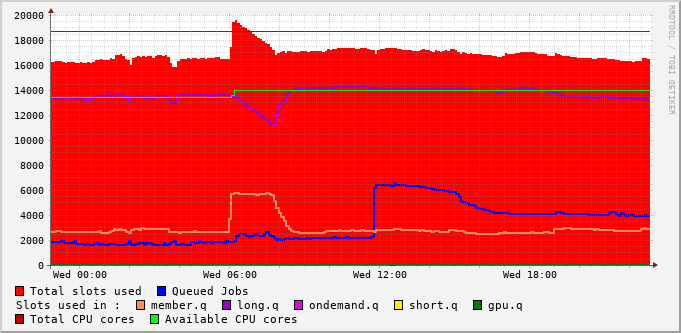 20000
18000
16000
14000
12000
10000
8000
6000
4000
2000
0
Wed 00:00 Wed 06:00 Wed 12:00 Wed 18:00
Total slots used Queued Jobs
Slots used in : member.q long.q ondemand.q short.q gpu.q
Total CPU cores Available CPU cores
RRDTOOL / TOBI OETIKER